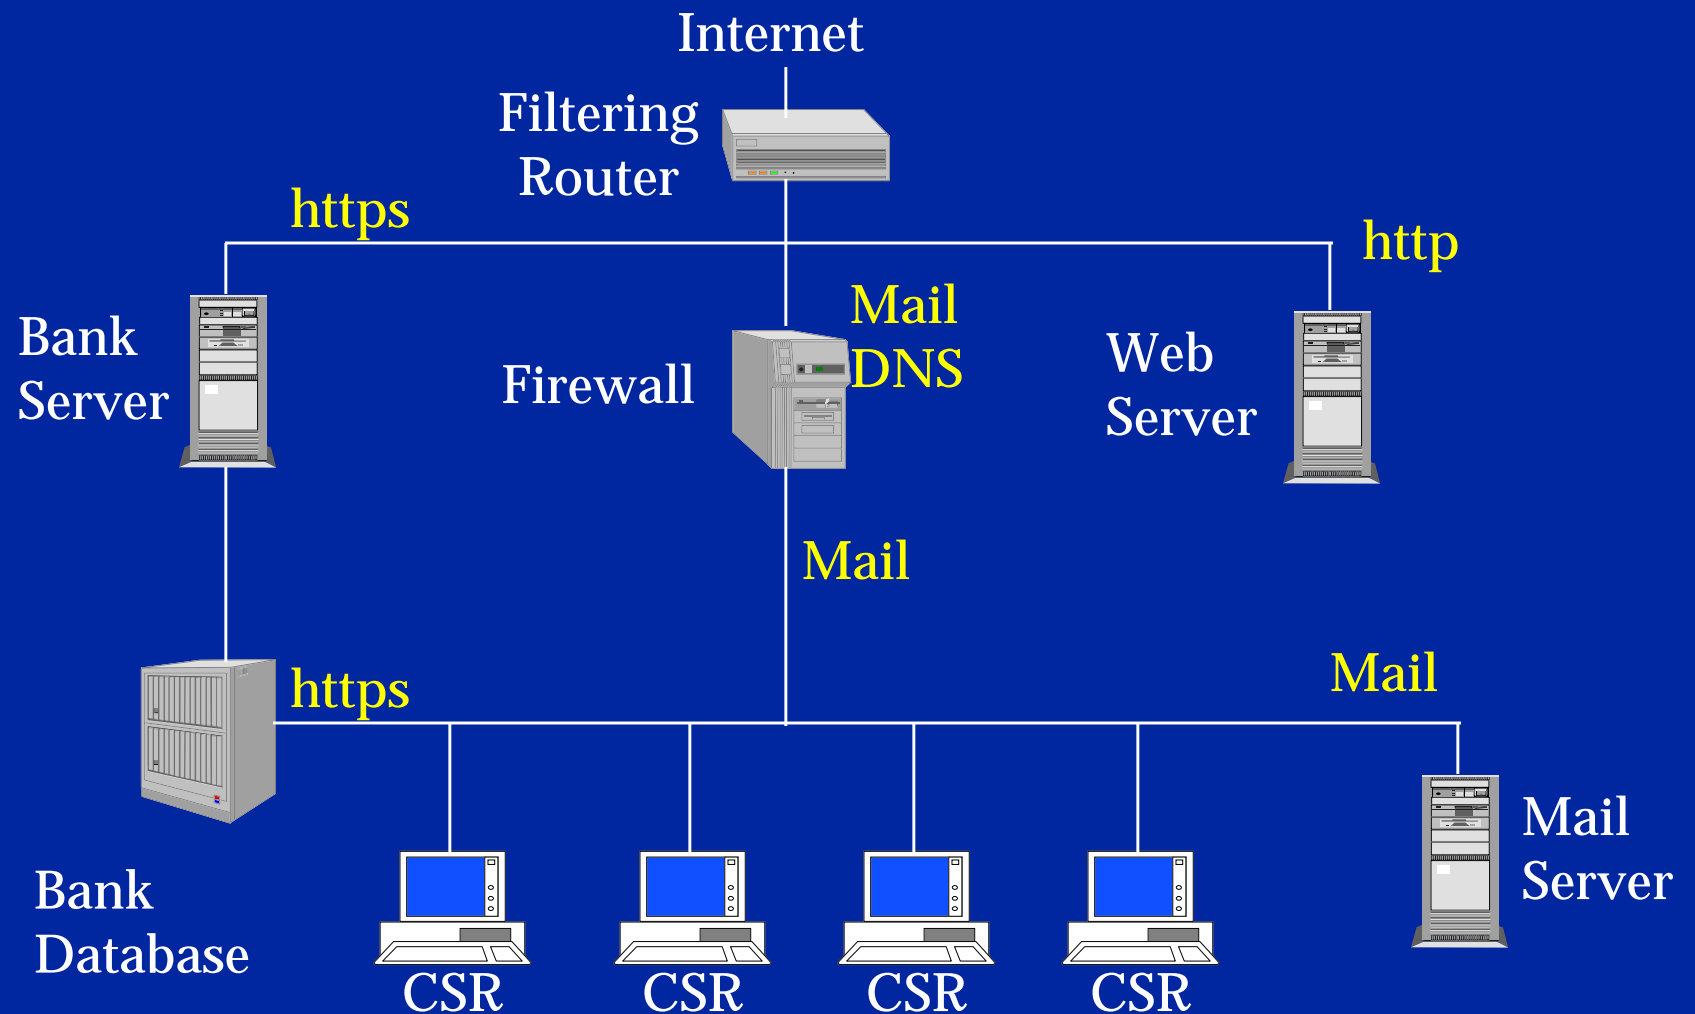 Internet
Filtering
Router
https
http
Mail
DNS
Bank
Server
Firewall
Web
Server
Mail
https
Mail
Mail
Server
Bank
Database
CSR
CSR
CSR
CSR